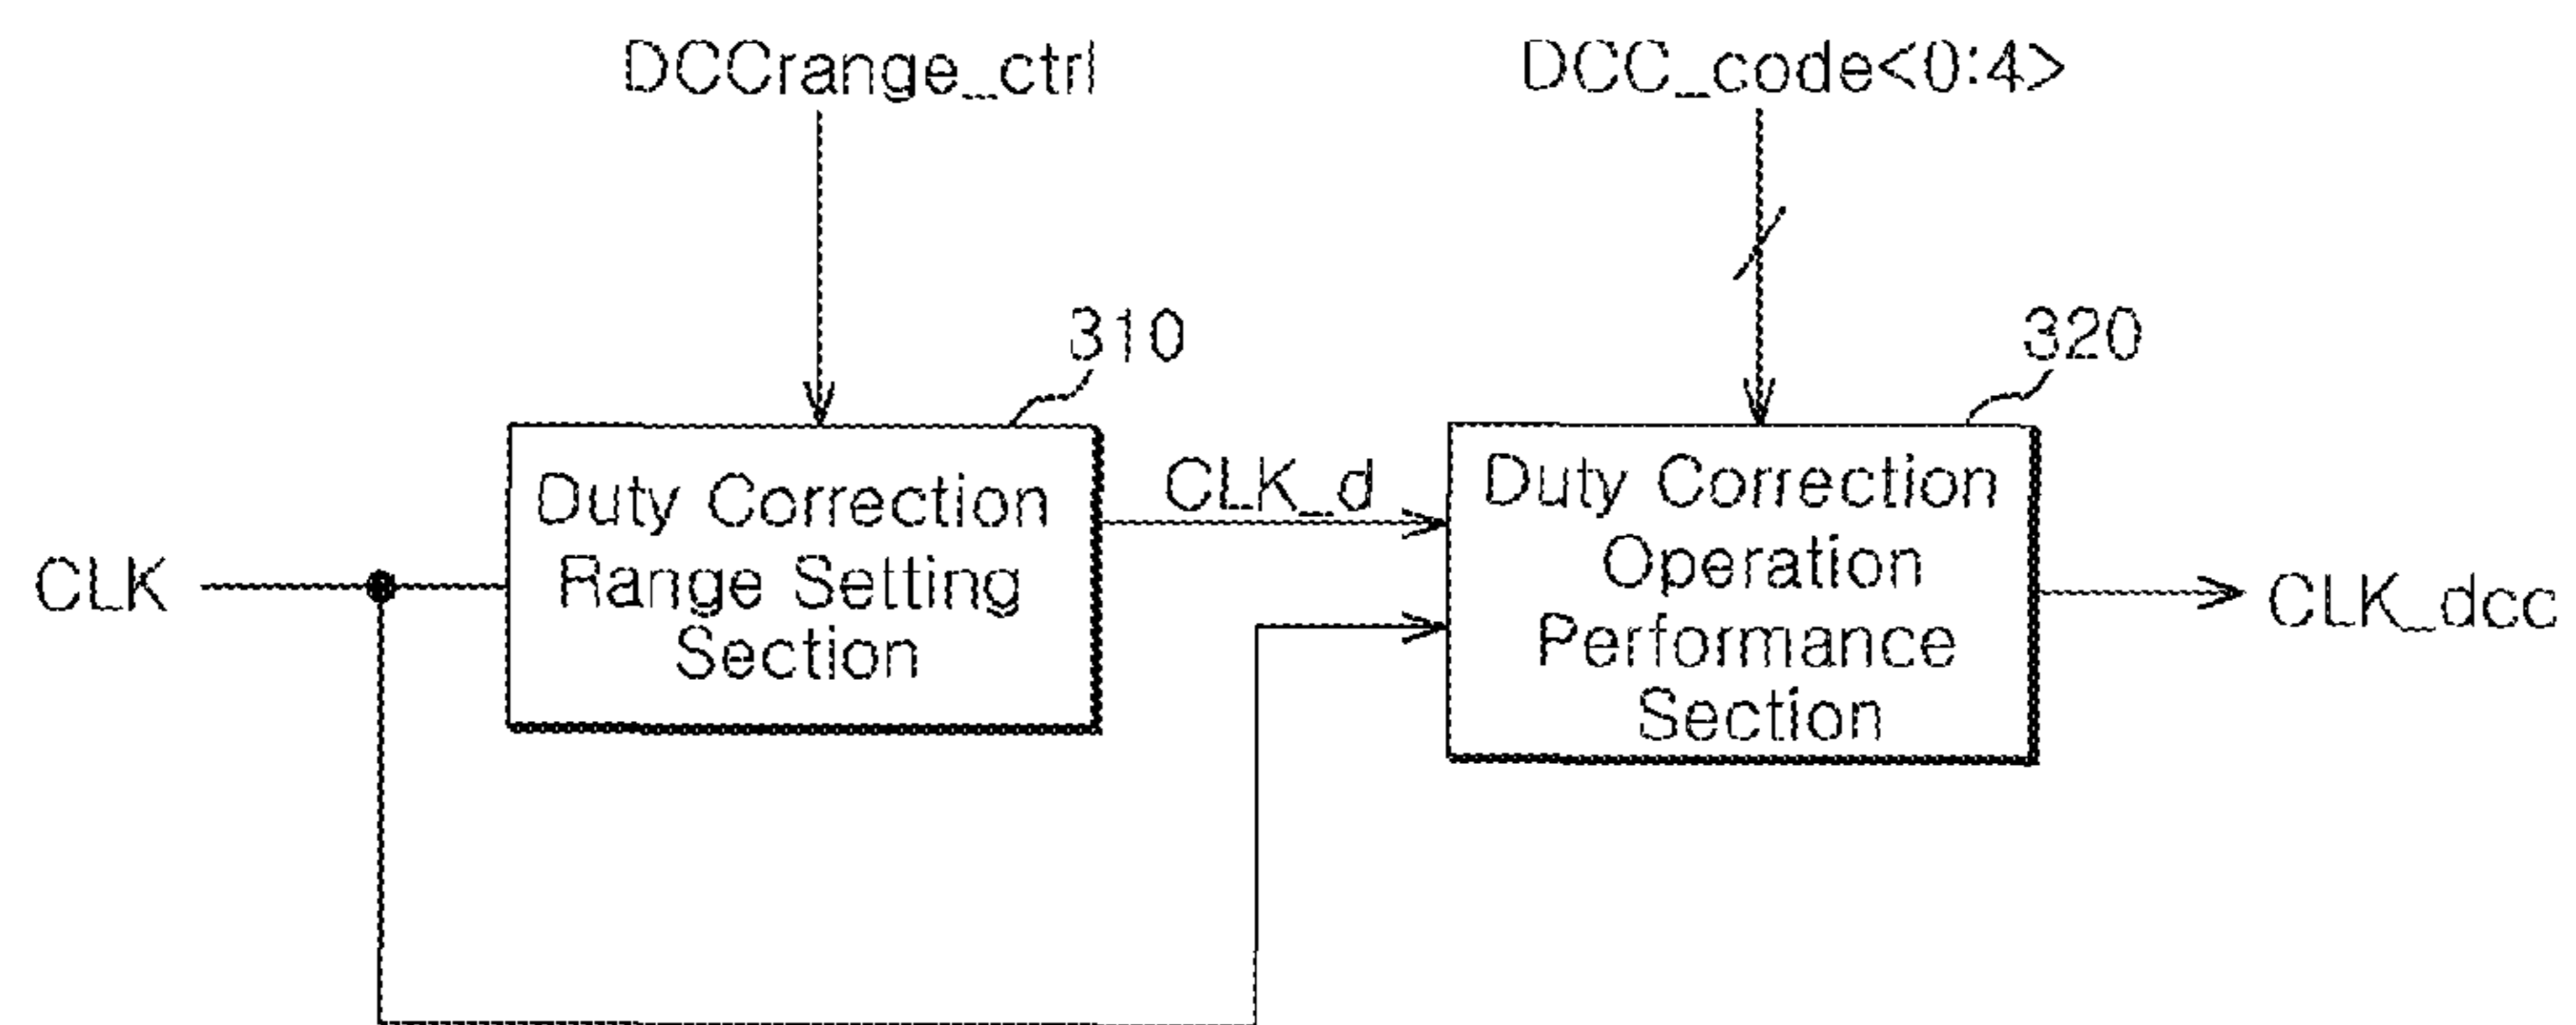 DCCrange_ctrl
DCC_code<0:4>
310
320
CLK
Duty Correction
Range Setting
Section
CLK_d
Duty Correction
Operation
Performance
Section
CLK_dcc